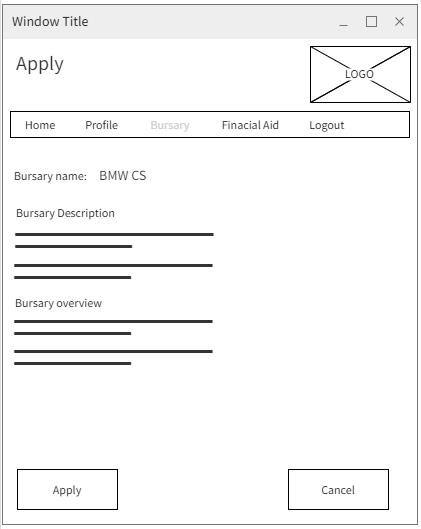 Window Title
Apply
LOGO
Home Profile Bursary Finacial Aid Logout
Bursary name: BMW CS
Bursary Description
Bursary overview
Apply Cancel